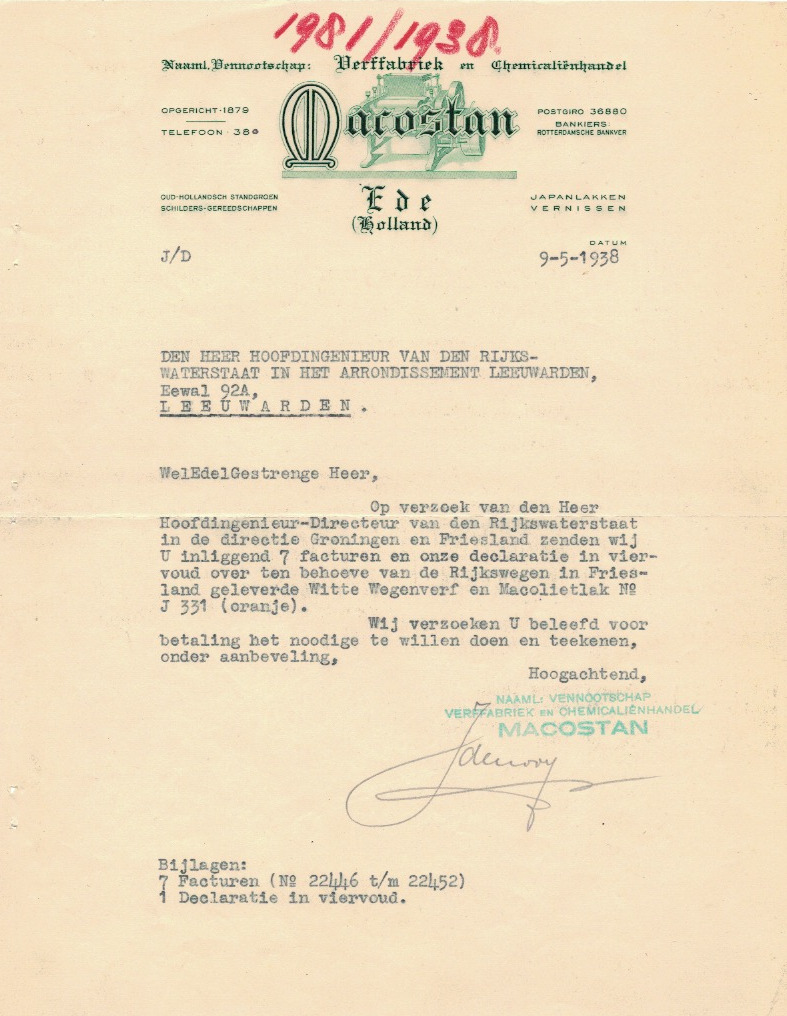 1981/1938.
Naaml. Vennootschap: Verffabriek en Chemicaliënhandel
OPGERICHT·1879
TELEFOON·38
Macostan
POSTGIRO 36880
BANKIERS:
ROTTERDAMSCHE BANKVER
OUD-HOLLANDSCH STANDGROEN
SCHILDERS-GEREEDSCHAPPEN
Ede
(Holland)
JAPANLAKKEN
VERNISSEN
DATUM
J/D
9-5-1938
DEN HEER HOOFDINGENIEUR VAN DEN RIJKS-
WATERSTAAT IN HET ARRONDISSEMENT LEEUWARDEN,
Eewal 92A,
L E E U W A R D E N .
WelEdelGestrenge Heer,
Op verzoek van den Heer
Hoofdingenieur-Directeur van den Rijkswaterstaat
in de directie Groningen en Friesland zenden wij
U inliggend 7 facturen en onze declaratie in vier-
voud over ten behoeve van de Rijkswegen in Fries-
land geleverde Witte Wegenverf en Macolietlak №
J 331 (oranje).
Wij verzoeken U beleefd voor
betaling het noodige te willen doen en teekenen,
onder aanbeveling,
Hoogachtend,
NAAML: VENNOOTSCHAP
VERFFABRIEK EN CHEMICALIËNHANDEL
MACOSTAN
Bijlagen:
7 Facturen (№ 22446 t/m 22452)
1 Declaratie in viervoud.